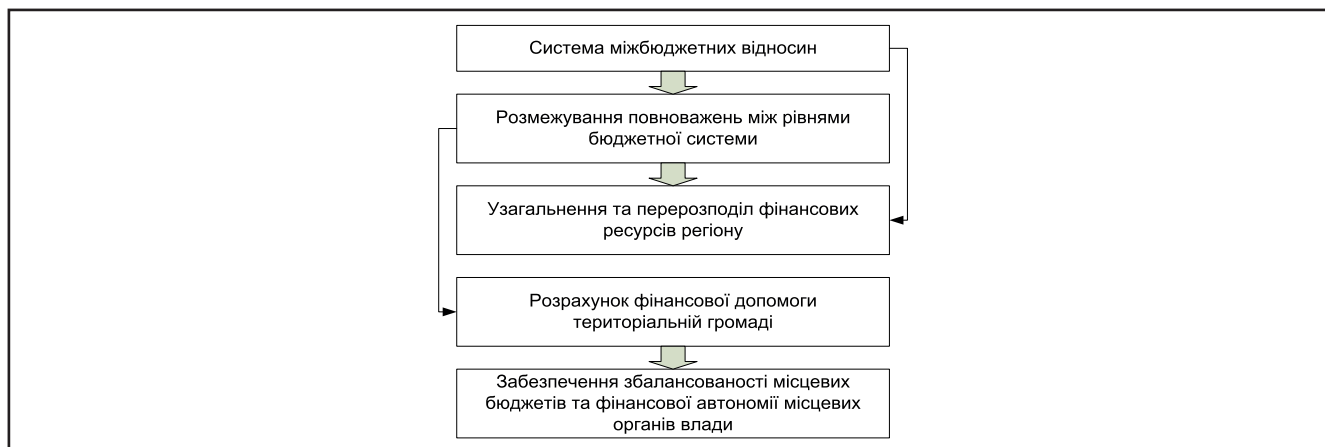 Система міжбюджетних відносин
Розмежування повноважень між рівнями
бюджетної системи
Узагальнення та перерозподіл фінансових
ресурсів регіону
Розрахунок фінансової допомоги
територіальній громаді
Забезпечення збалансованості місцевих
бюджетів та фінансової автономії місцевих
органів влади